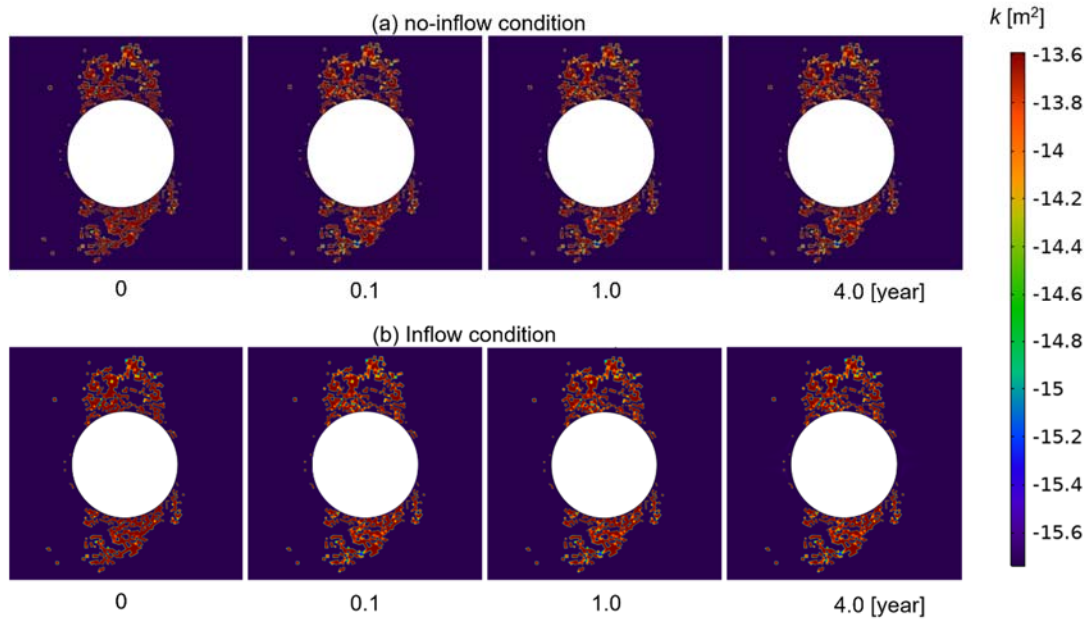 (a) no-inflow condition
k [m²]
0 0.1 1.0 4.0 [year]
(b) Inflow condition
0 0.1 1.0 4.0 [year]
-13.6
-13.8
-14
-14.2
-14.4
-14.6
-14.8
-15
-15.2
-15.4
-15.6